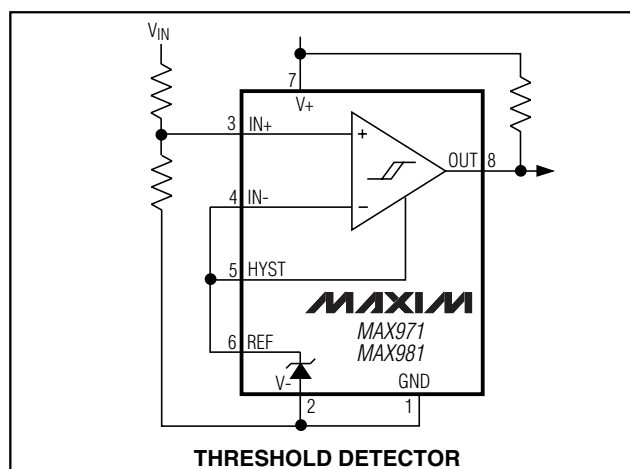 VIN
7
V+
3 IN+
+
OUT 8
4 IN-
−
5 HYST
MAXIM
MAX971
MAX981
6 REF
V-
GND
2
1
THRESHOLD DETECTOR